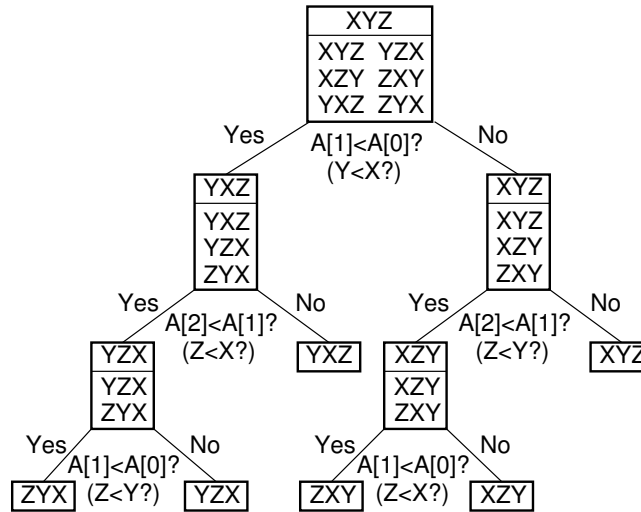 XYZ
XYZ YZX
XZY ZXY
YXZ ZYX
Yes
A[1]<A[0]?
(Y<X?)
No
YXZ
YXZ
YZX
ZYX
XYZ
XYZ
XZY
ZXY
Yes
A[2]<A[1]?
(Z<X?)
No
Yes
A[2]<A[1]?
(Z<Y?)
No
YZX
YZX
ZYX
YXZ
XZY
XZY
ZXY
XYZ
Yes
A[1]<A[0]?
(Z<Y?)
No
Yes
A[1]<A[0]?
(Z<X?)
No
ZYX
YZX
ZXY
XZY